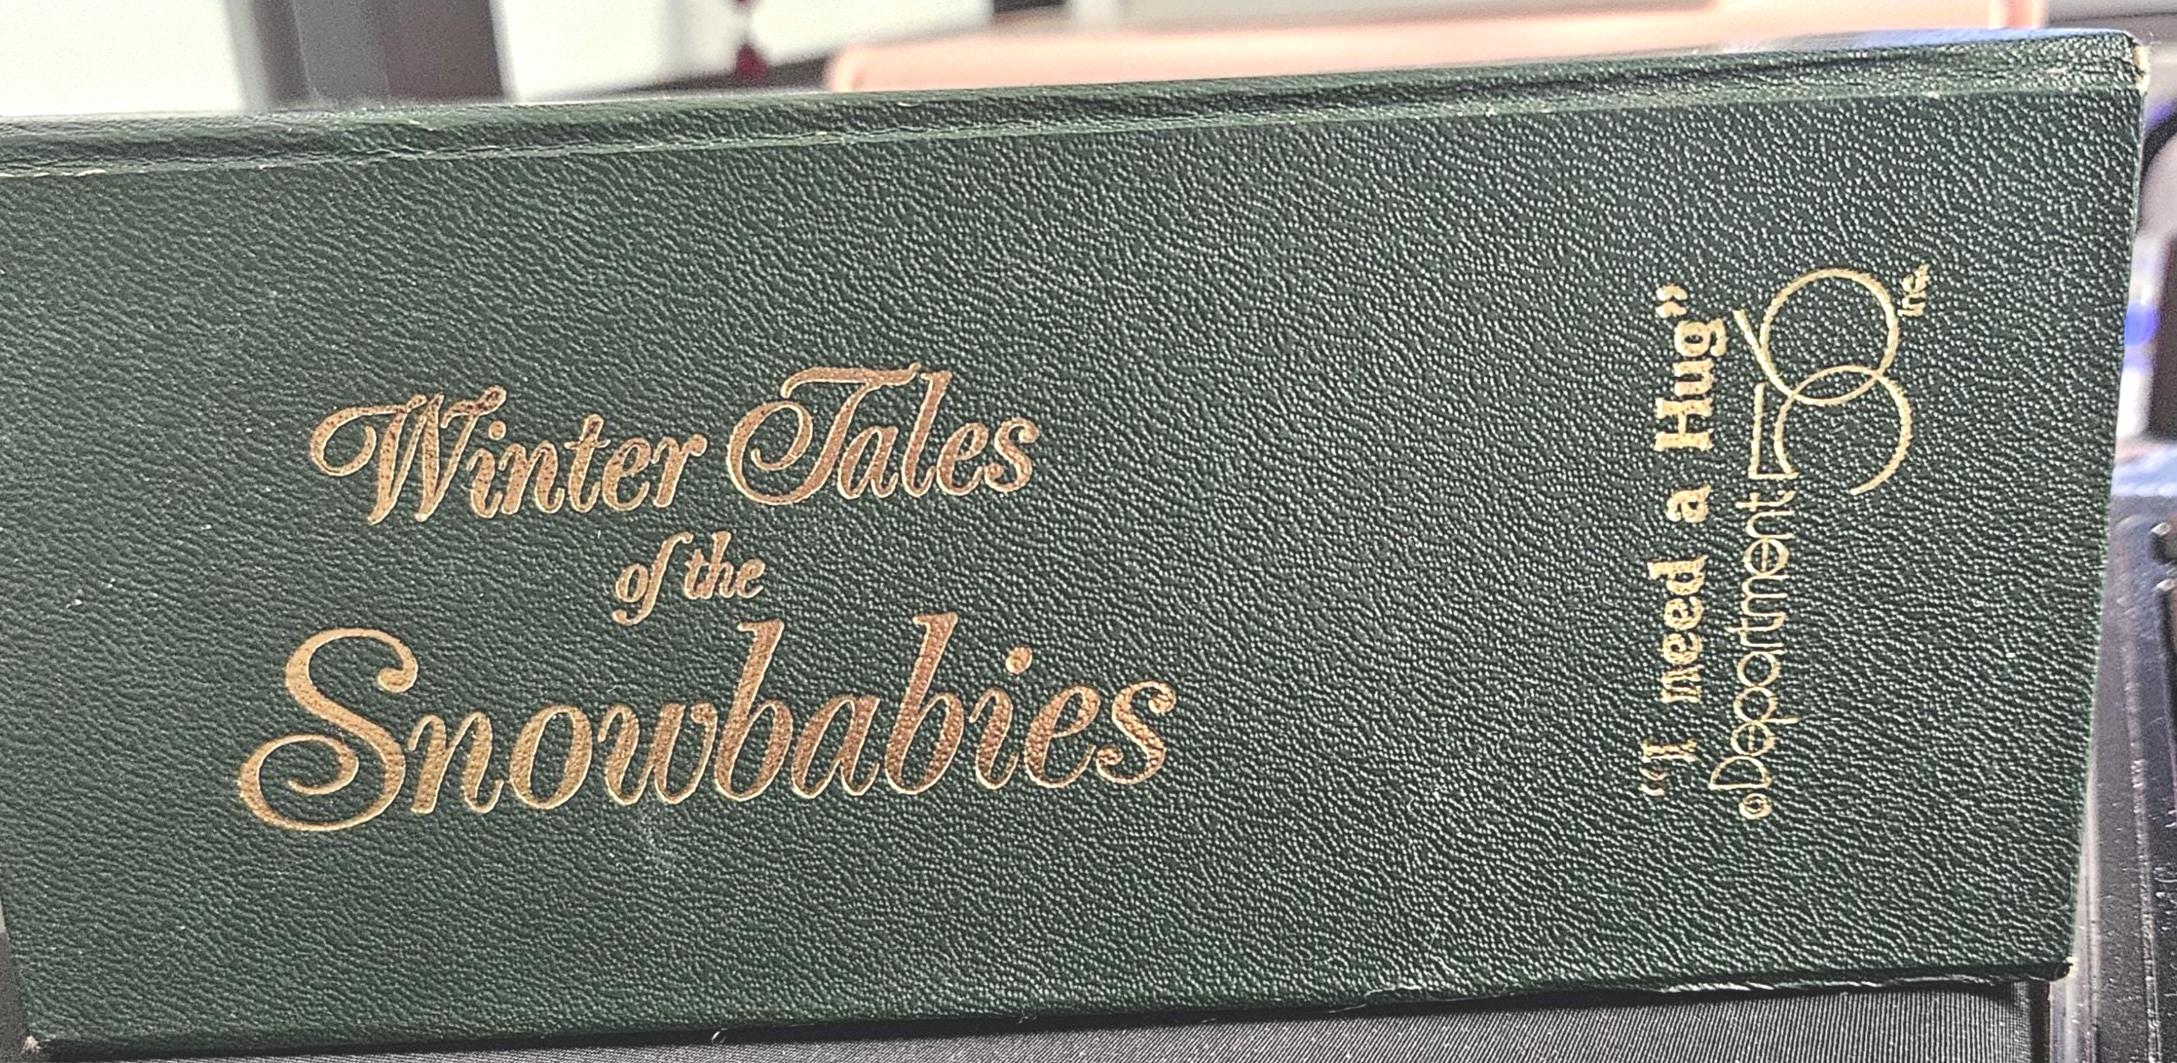 Winter Tales
of the
Snowbabies
“I need a Hug”
Department 56 Inc.